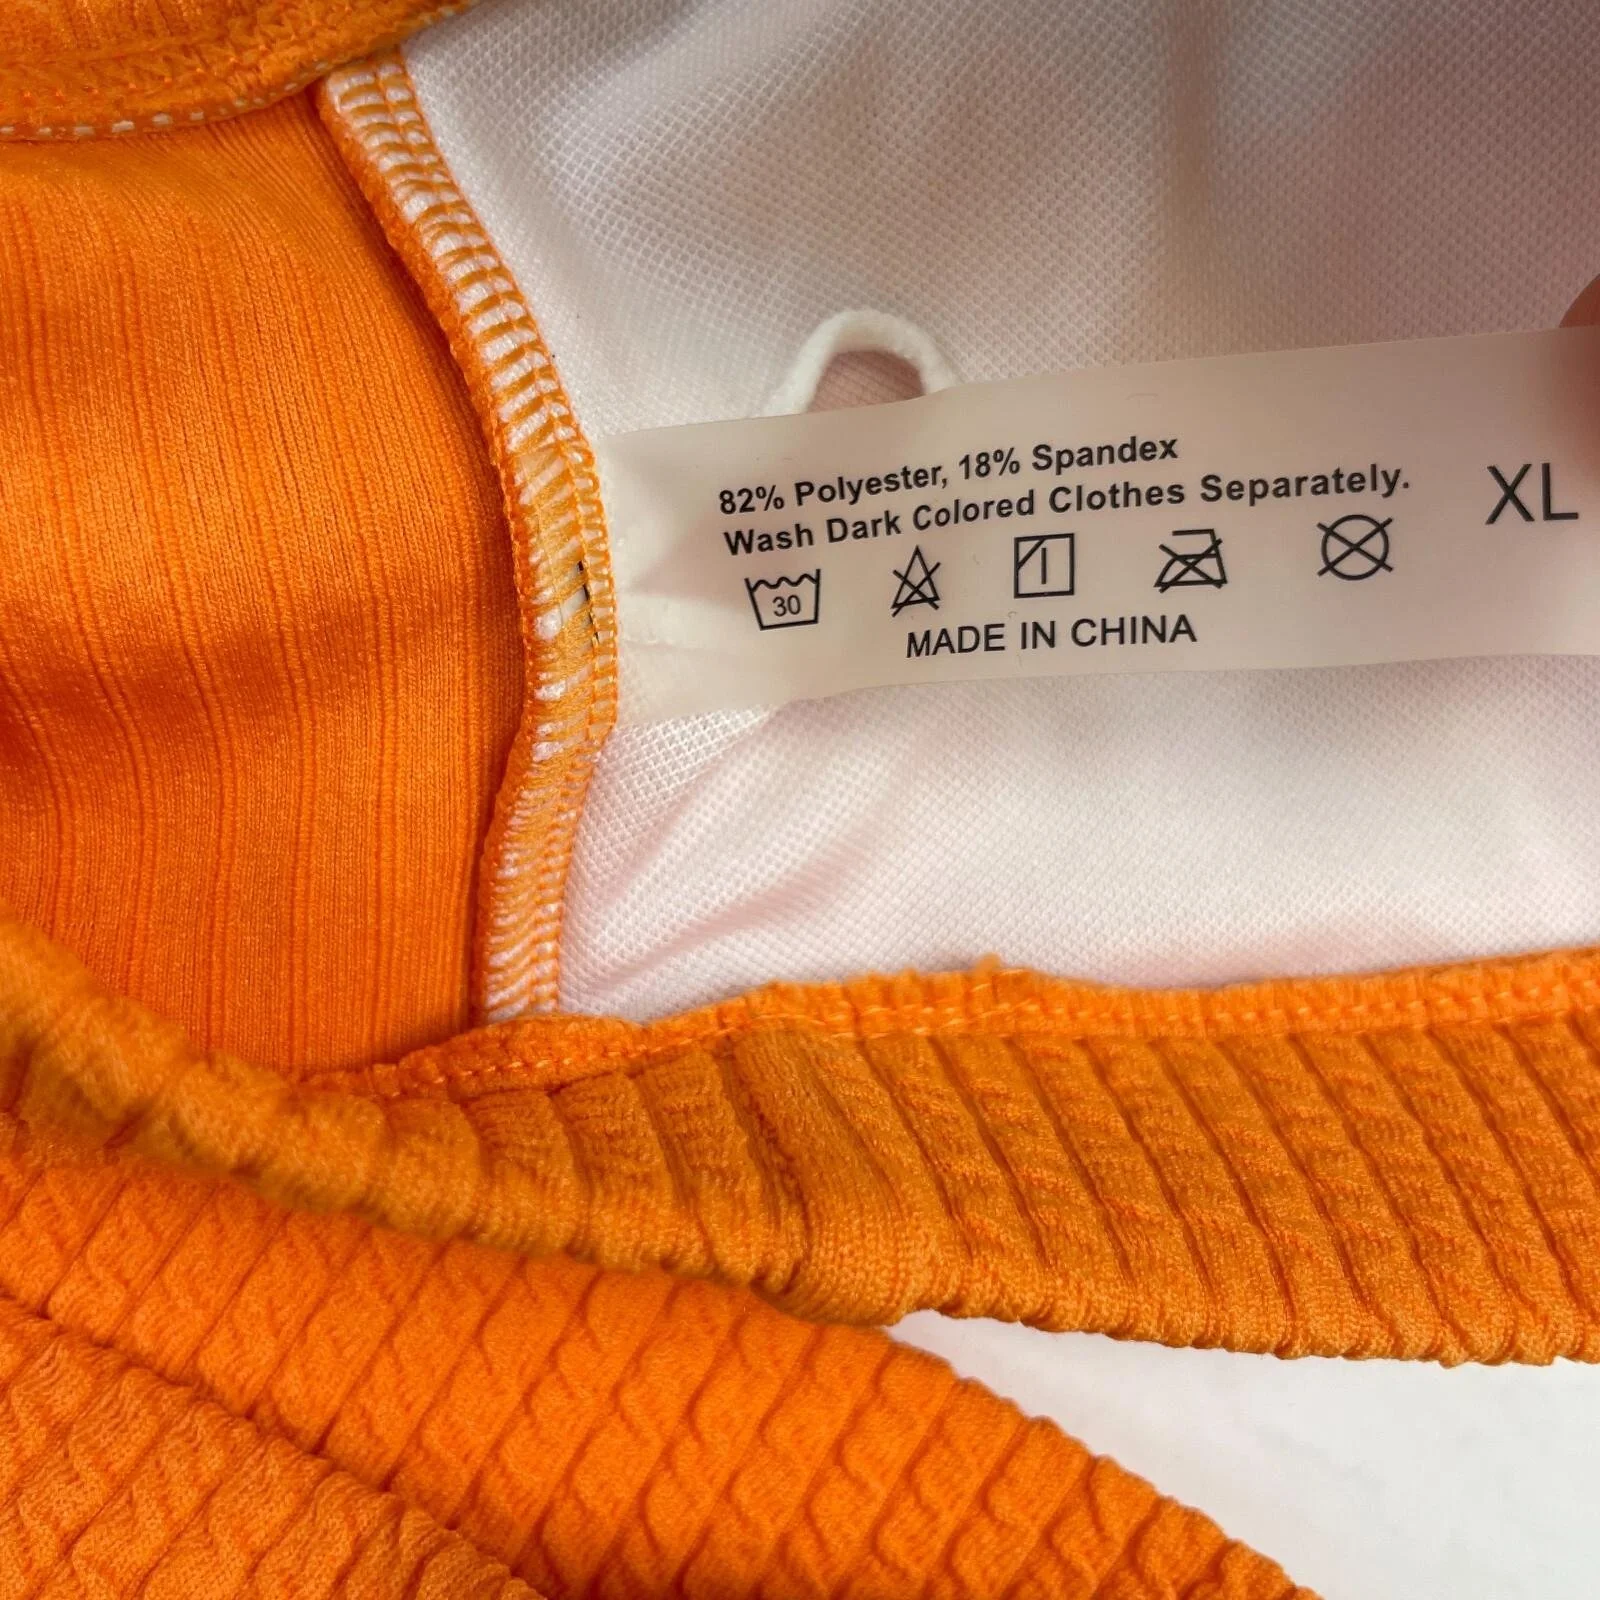 82% Polyester, 18% Spandex
Wash Dark Colored Clothes Separately.
XL
30
MADE IN CHINA